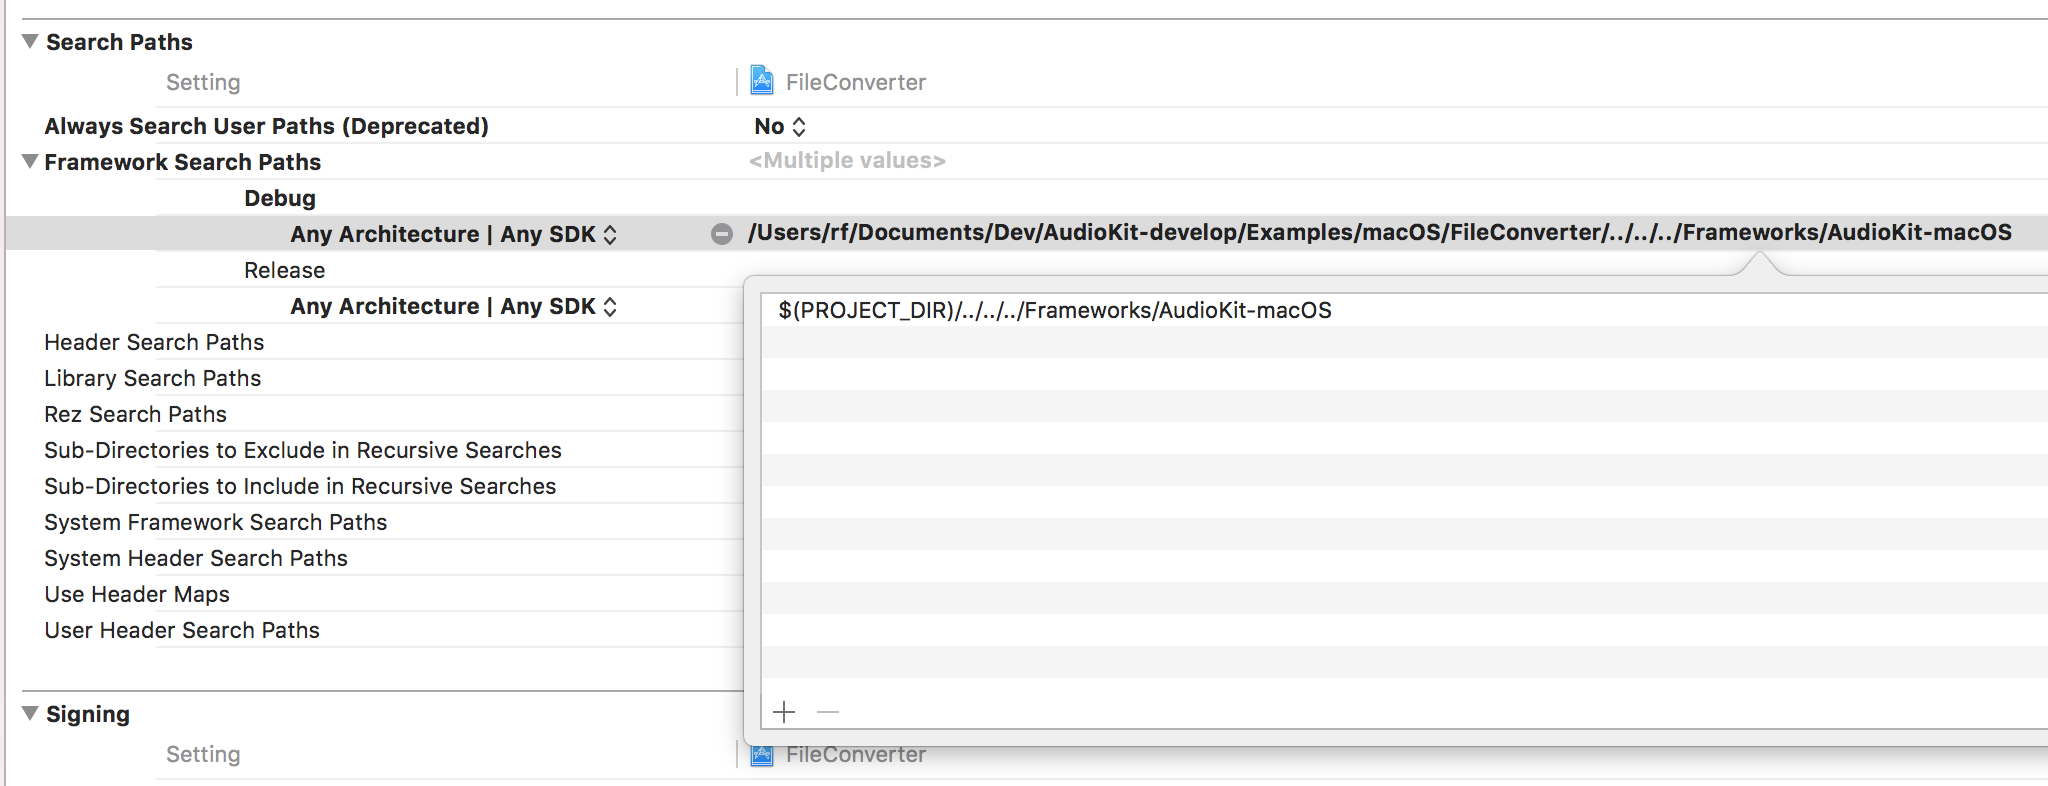 Search Paths
Setting FileConverter
Always Search User Paths (Deprecated) No
Framework Search Paths <Multiple values>
Debug
Any Architecture | Any SDK /Users/rf/Documents/Dev/AudioKit-develop/Examples/macOS/FileConverter/../../../Frameworks/AudioKit-macOS
Release
$(PROJECT_DIR)/../../../Frameworks/AudioKit-macOS
Any Architecture | Any SDK
Header Search Paths
Library Search Paths
Rez Search Paths
Sub-Directories to Exclude in Recursive Searches
Sub-Directories to Include in Recursive Searches
System Framework Search Paths
System Header Search Paths
Use Header Maps
User Header Search Paths
Signing
Setting FileConverter